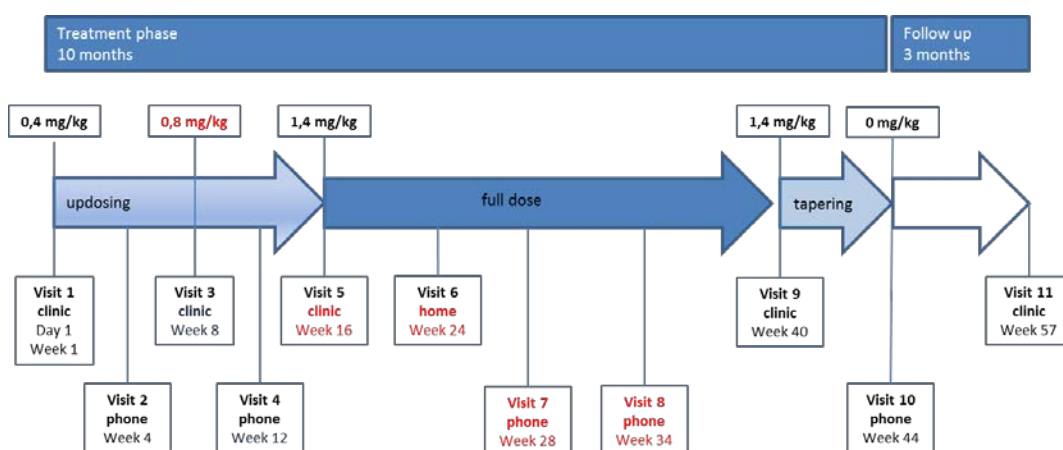 Treatment phase
10 months
Follow up
3 months
0,4 mg/kg
0,8 mg/kg
1,4 mg/kg
1,4 mg/kg
0 mg/kg
updosing
full dose
tapering
Visit 1
clinic
Day 1
Week 1
Visit 3
clinic
Week 8
Visit 5
clinic
Week 16
Visit 6
home
Week 24
Visit 9
clinic
Week 40
Visit 11
clinic
Week 57
Visit 2
phone
Week 4
Visit 4
phone
Week 12
Visit 7
phone
Week 28
Visit 8
phone
Week 34
Visit 10
phone
Week 44